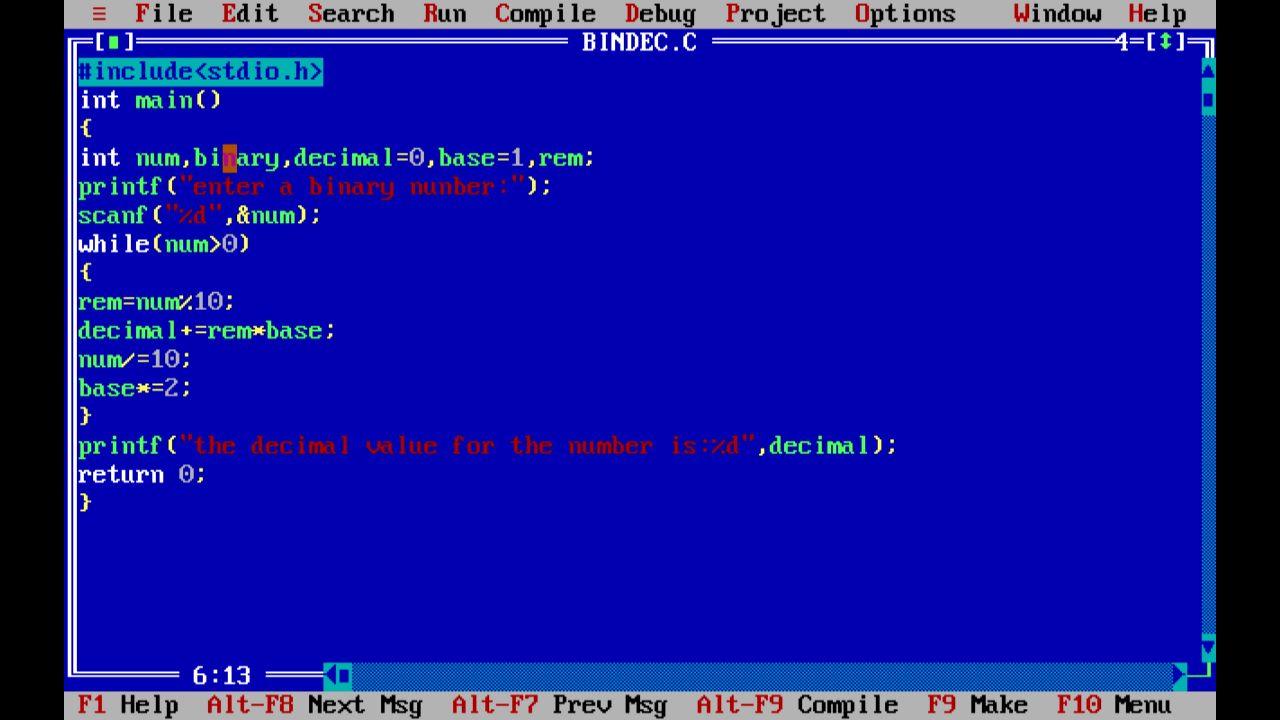 ≡ File Edit Search Run Compile Debug Project Options Window Help
[■] BINDEC.C 4=[↕]
#include<stdio.h>
int main()
{
int num,binary,decimal=0,base=1,rem;
printf("enter a binary nunber:");
scanf("%d",&num);
while(num>0)
{
rem=num%10;
decimal+=rem*base;
num/=10;
base*=2;
}
printf("the decimal value for the number is:%d",decimal);
return 0;
}
6:13
F1 Help Alt-F8 Next Msg Alt-F7 Prev Msg Alt-F9 Compile F9 Make F10 Menu